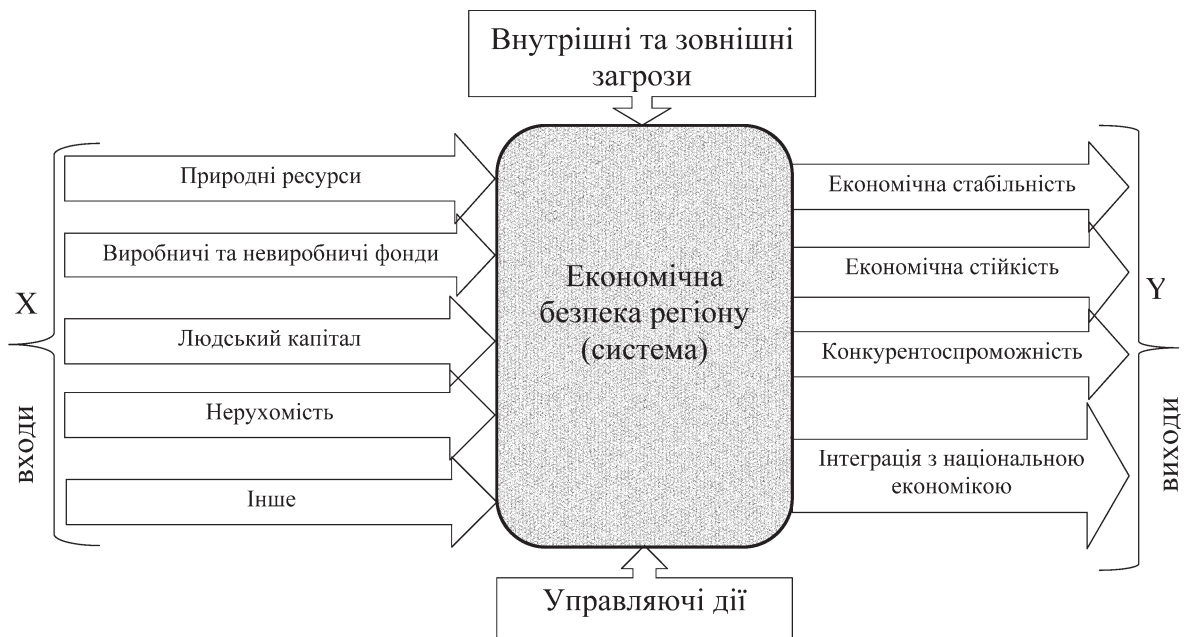 Внутрішні та зовнішні
загрози
X
входи
Природні ресурси
Виробничі та невиробничі фонди
Людський капітал
Нерухомість
Інше
Економічна
безпека регіону
(система)
Економічна стабільність
Економічна стійкість
Конкурентоспроможність
Інтеграція з національною
економікою
Y
виходи
Управляючі дії